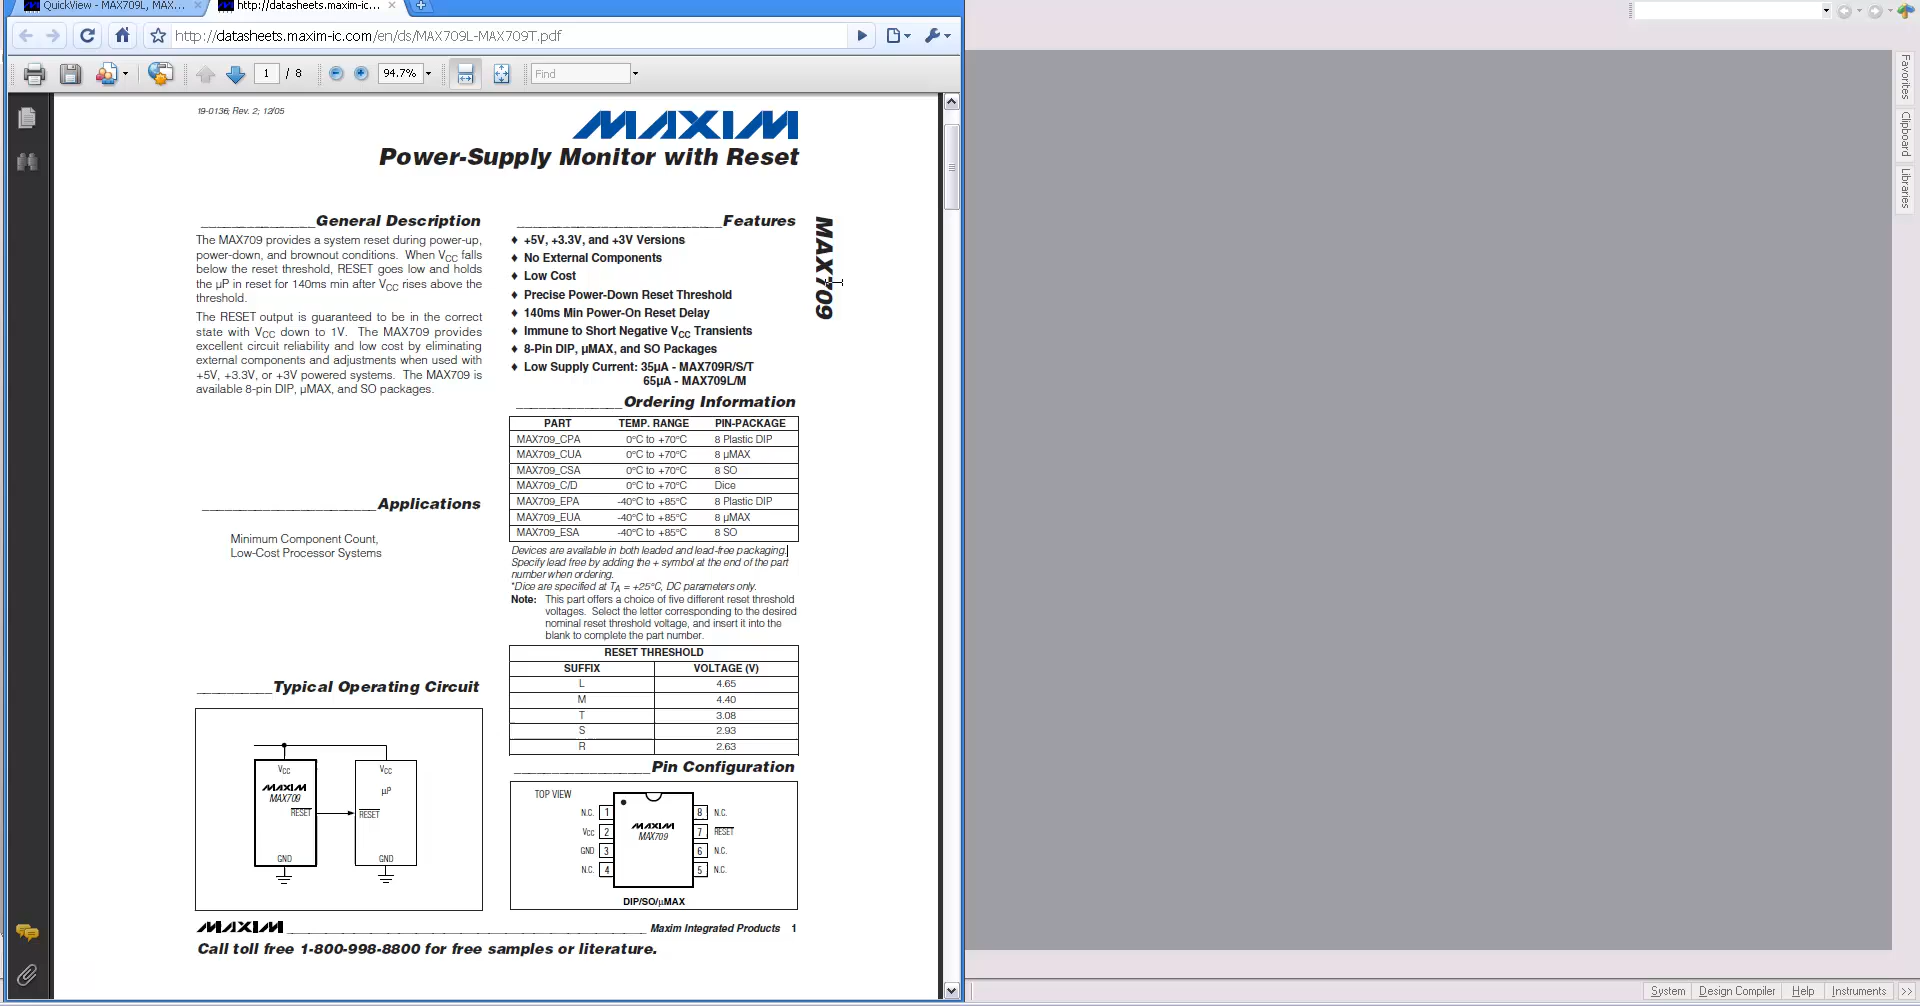 QuickView - MAX709L, MAX...
http://datasheets.maxim-ic...
http://datasheets.maxim-ic.com/en/ds/MAX709L-MAX709T.pdf
1 / 8
94.7%
Find
Favorites
Clipboard
Libraries
19-0136; Rev. 2; 12/05
MAXIM
Power-Supply Monitor with Reset
MAX709
General Description
The MAX709 provides a system reset during power-up,
power-down, and brownout conditions. When VCC falls
below the reset threshold, RESET goes low and holds
the µP in reset for 140ms min after VCC rises above the
threshold.
The RESET output is guaranteed to be in the correct
state with VCC down to 1V. The MAX709 provides
excellent circuit reliability and low cost by eliminating
external components and adjustments when used with
+5V, +3.3V, or +3V powered systems. The MAX709 is
available 8-pin DIP, µMAX, and SO packages.
Applications
Minimum Component Count,
Low-Cost Processor Systems
Typical Operating Circuit
VCC VCC
MAXIM
MAX709
µP
RESET RESET
GND GND
Features
♦ +5V, +3.3V, and +3V Versions
♦ No External Components
♦ Low Cost
♦ Precise Power-Down Reset Threshold
♦ 140ms Min Power-On Reset Delay
♦ Immune to Short Negative VCC Transients
♦ 8-Pin DIP, µMAX, and SO Packages
♦ Low Supply Current: 35µA - MAX709R/S/T
65µA - MAX709L/M
Ordering Information
PART TEMP. RANGE PIN-PACKAGE
MAX709_CPA 0°C to +70°C 8 Plastic DIP
MAX709_CUA 0°C to +70°C 8 µMAX
MAX709_CSA 0°C to +70°C 8 SO
MAX709_C/D 0°C to +70°C Dice
MAX709_EPA -40°C to +85°C 8 Plastic DIP
MAX709_EUA -40°C to +85°C 8 µMAX
MAX709_ESA -40°C to +85°C 8 SO
Devices are available in both leaded and lead-free packaging.
Specify lead free by adding the + symbol at the end of the part
number when ordering.
*Dice are specified at TA = +25°C, DC parameters only.
Note: This part offers a choice of five different reset threshold
voltages. Select the letter corresponding to the desired
nominal reset threshold voltage, and insert it into the
blank to complete the part number.
RESET THRESHOLD
SUFFIX VOLTAGE (V)
L 4.65
M 4.40
T 3.08
S 2.93
R 2.63
Pin Configuration
TOP VIEW
N.C. 1 8 N.C.
VCC 2 7 RESET
GND 3 6 N.C.
N.C. 4 5 N.C.
MAXIM
MAX709
DIP/SO/µMAX
MAXIM Maxim Integrated Products 1
Call toll free 1-800-998-8800 for free samples or literature.
System Design Compiler Help Instruments >>